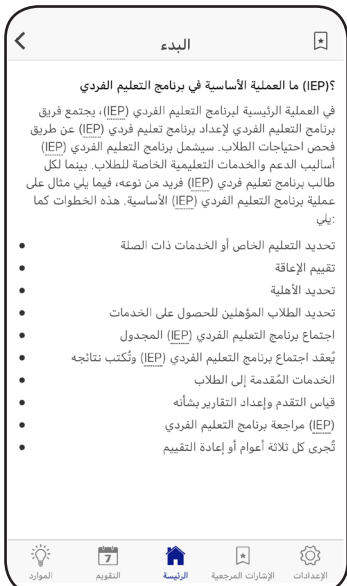 البدء
ما العملية الأساسية في برنامج التعليم الفردي (IEP)؟
في العملية الرئيسية لبرنامج التعليم الفردي (IEP)، يجتمع فريق
برنامج التعليم الفردي لإعداد برنامج تعليم فردي (IEP) عن طريق
فحص احتياجات الطلاب. سيشمل برنامج التعليم الفردي (IEP)
أساليب الدعم والخدمات التعليمية الخاصة للطلاب. بينما لكل
طالب برنامج تعليم فردي (IEP) فريد من نوعه، فيما يلي مثال على
عملية برنامج التعليم الفردي (IEP) الأساسية. هذه الخطوات كما
يلي:
تحديد التعليم الخاص أو الخدمات ذات الصلة
تقييم الإعاقة
تحديد الأهلية
تحديد الطلاب المؤهلين للحصول على الخدمات
اجتماع برنامج التعليم الفردي (IEP) المجدول
يُعقد اجتماع برنامج التعليم الفردي (IEP) وتُكتب نتائجه
الخدمات المُقدمة إلى الطلاب
قياس التقدم وإعداد التقارير بشأنه
مراجعة برنامج التعليم الفردي (IEP)
تُجرى كل ثلاثة أعوام أو إعادة التقييم
7
الإعدادات
الإشارات المرجعية
الرئيسة
التقويم
الموارد